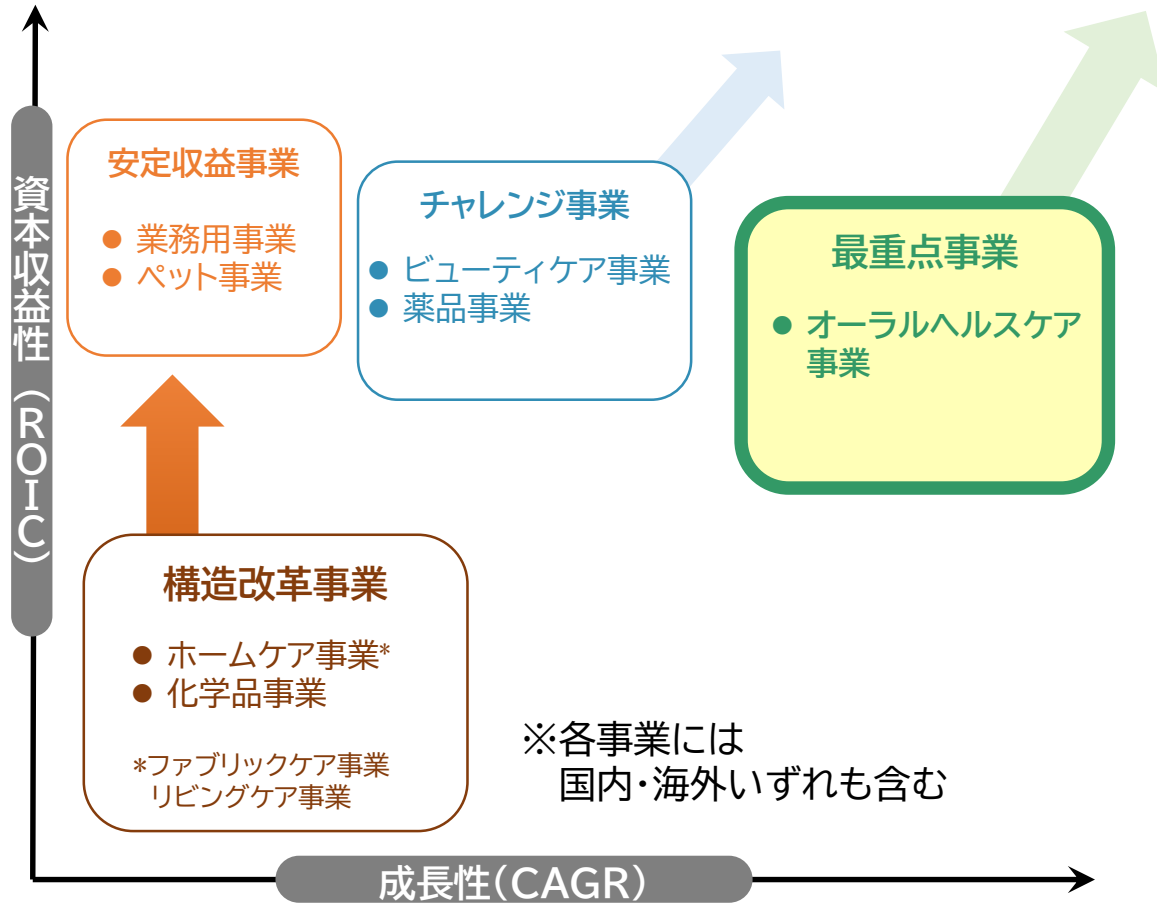 資本収益性（ROIC）
安定収益事業
● 業務用事業
● ペット事業
チャレンジ事業
● ビューティケア事業
● 薬品事業
最重点事業
● オーラルヘルスケア
事業
構造改革事業
● ホームケア事業*
● 化学品事業
*ファブリックケア事業
リビングケア事業
※各事業には
国内・海外いずれも含む
成長性（CAGR）